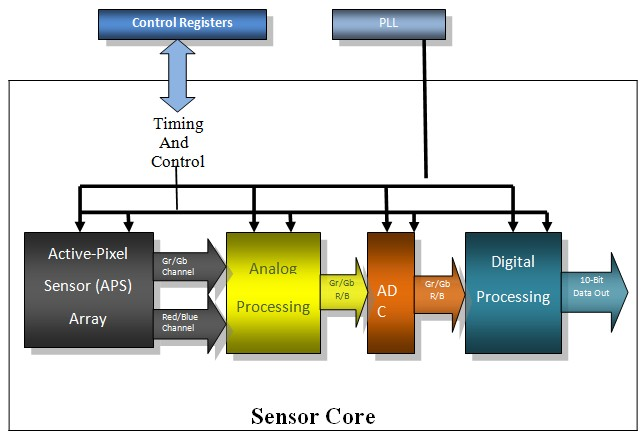 Control Registers
PLL
Timing
And
Control
Active-Pixel
Sensor (APS)
Array
Gr/Gb
Channel
Red/Blue
Channel
Analog
Processing
Gr/Gb
R/B
AD
C
Gr/Gb
R/B
Digital
Processing
10-Bit
Data Out
Sensor Core